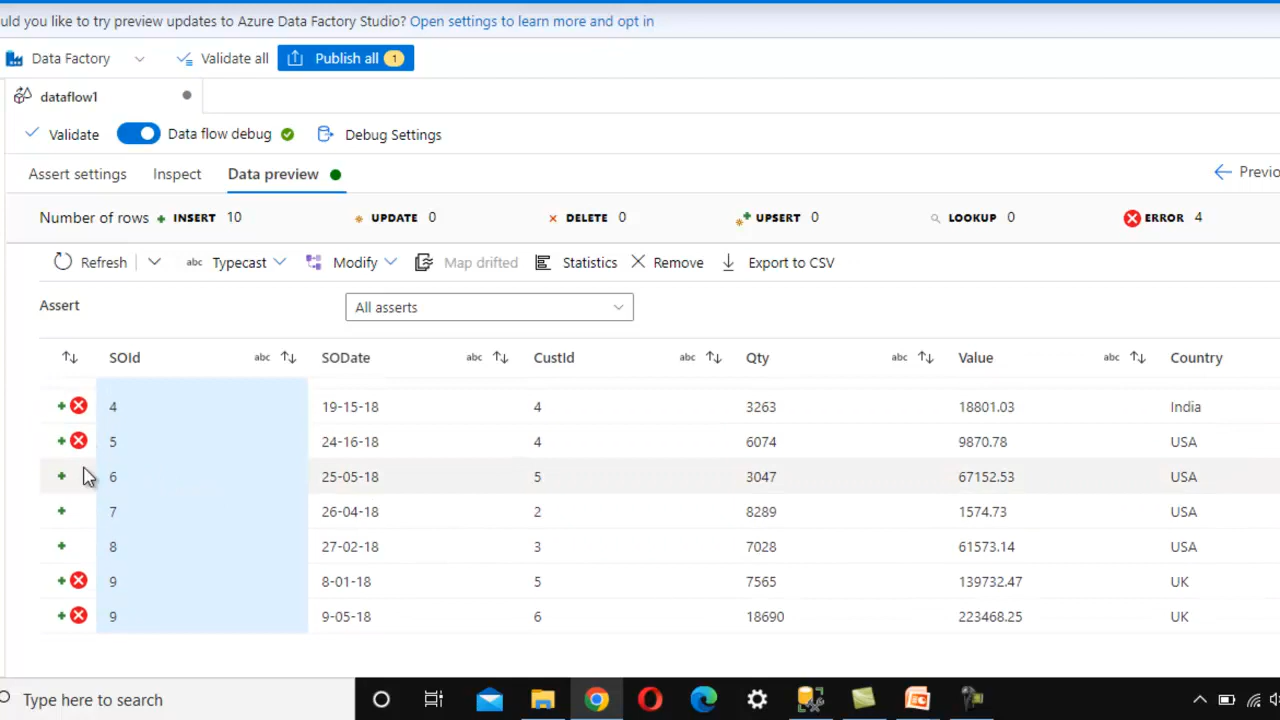 uld you like to try preview updates to Azure Data Factory Studio? Open settings to learn more and opt in
Data Factory Validate all Publish all 1
dataflow1
Validate Data flow debug Debug Settings
Assert settings Inspect Data preview Previo
Number of rows INSERT 10 UPDATE 0 DELETE 0 UPSERT 0 LOOKUP 0 ERROR 4
Refresh abc Typecast Modify Map drifted Statistics Remove Export to CSV
Assert All asserts
SOId abc SODate abc CustId abc Qty abc Value abc Country
4 19-15-18 4 3263 18801.03 India
5 24-16-18 4 6074 9870.78 USA
6 25-05-18 5 3047 67152.53 USA
7 26-04-18 2 8289 1574.73 USA
8 27-02-18 3 7028 61573.14 USA
9 8-01-18 5 7565 139732.47 UK
9 9-05-18 6 18690 223468.25 UK
Type here to search